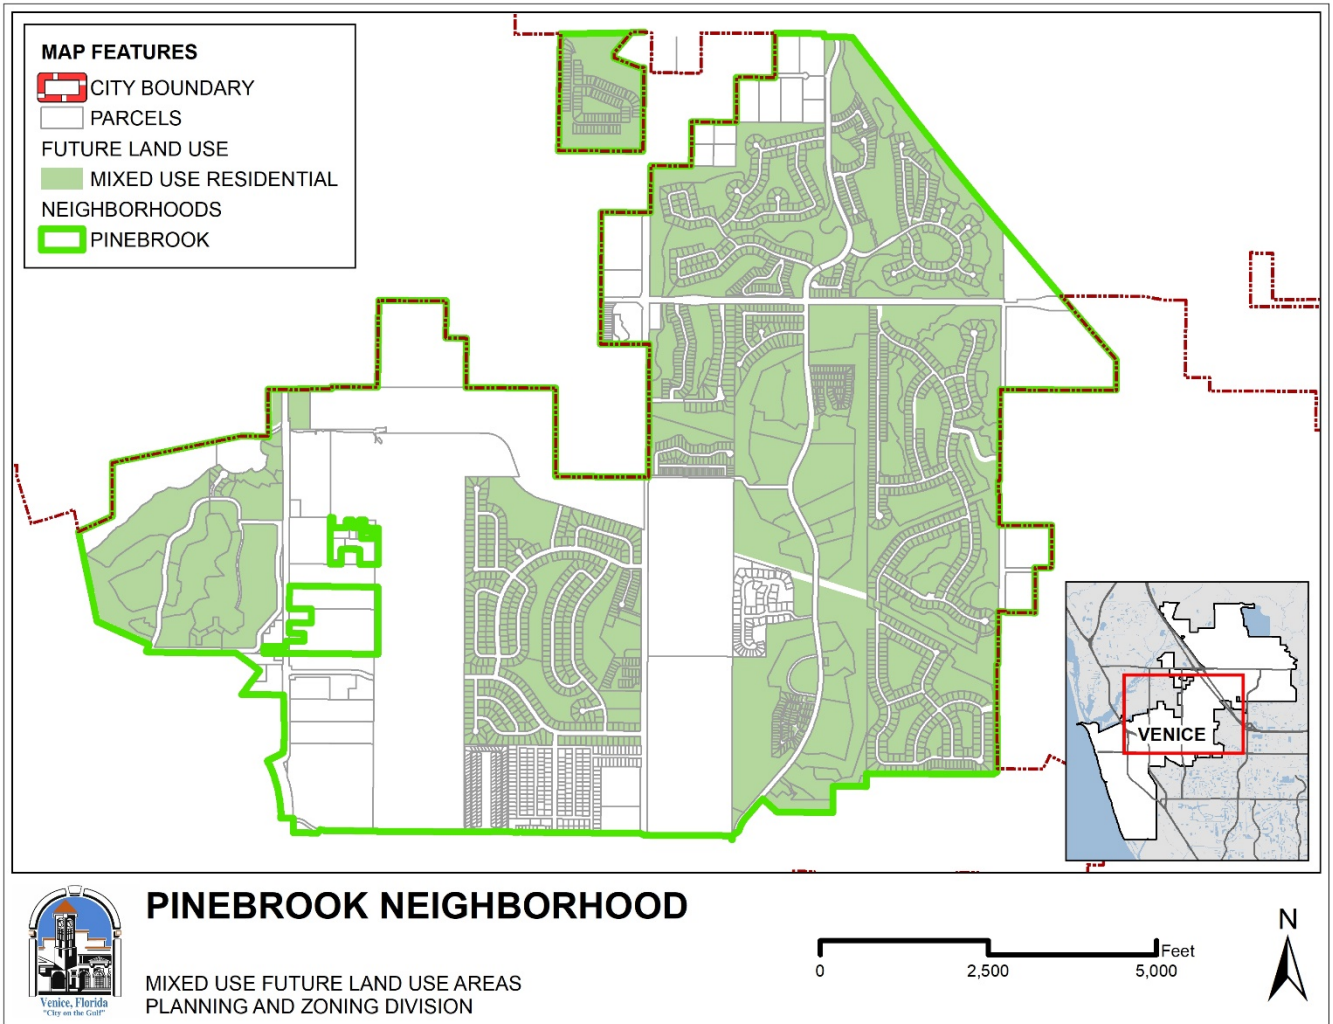 MAP FEATURES
CITY BOUNDARY
PARCELS
FUTURE LAND USE
MIXED USE RESIDENTIAL
NEIGHBORHOODS
PINEBROOK
VENICE
PINEBROOK NEIGHBORHOOD
MIXED USE FUTURE LAND USE AREAS
PLANNING AND ZONING DIVISION
Venice, Florida
"City on the Gulf"
Feet
0 2,500 5,000
N